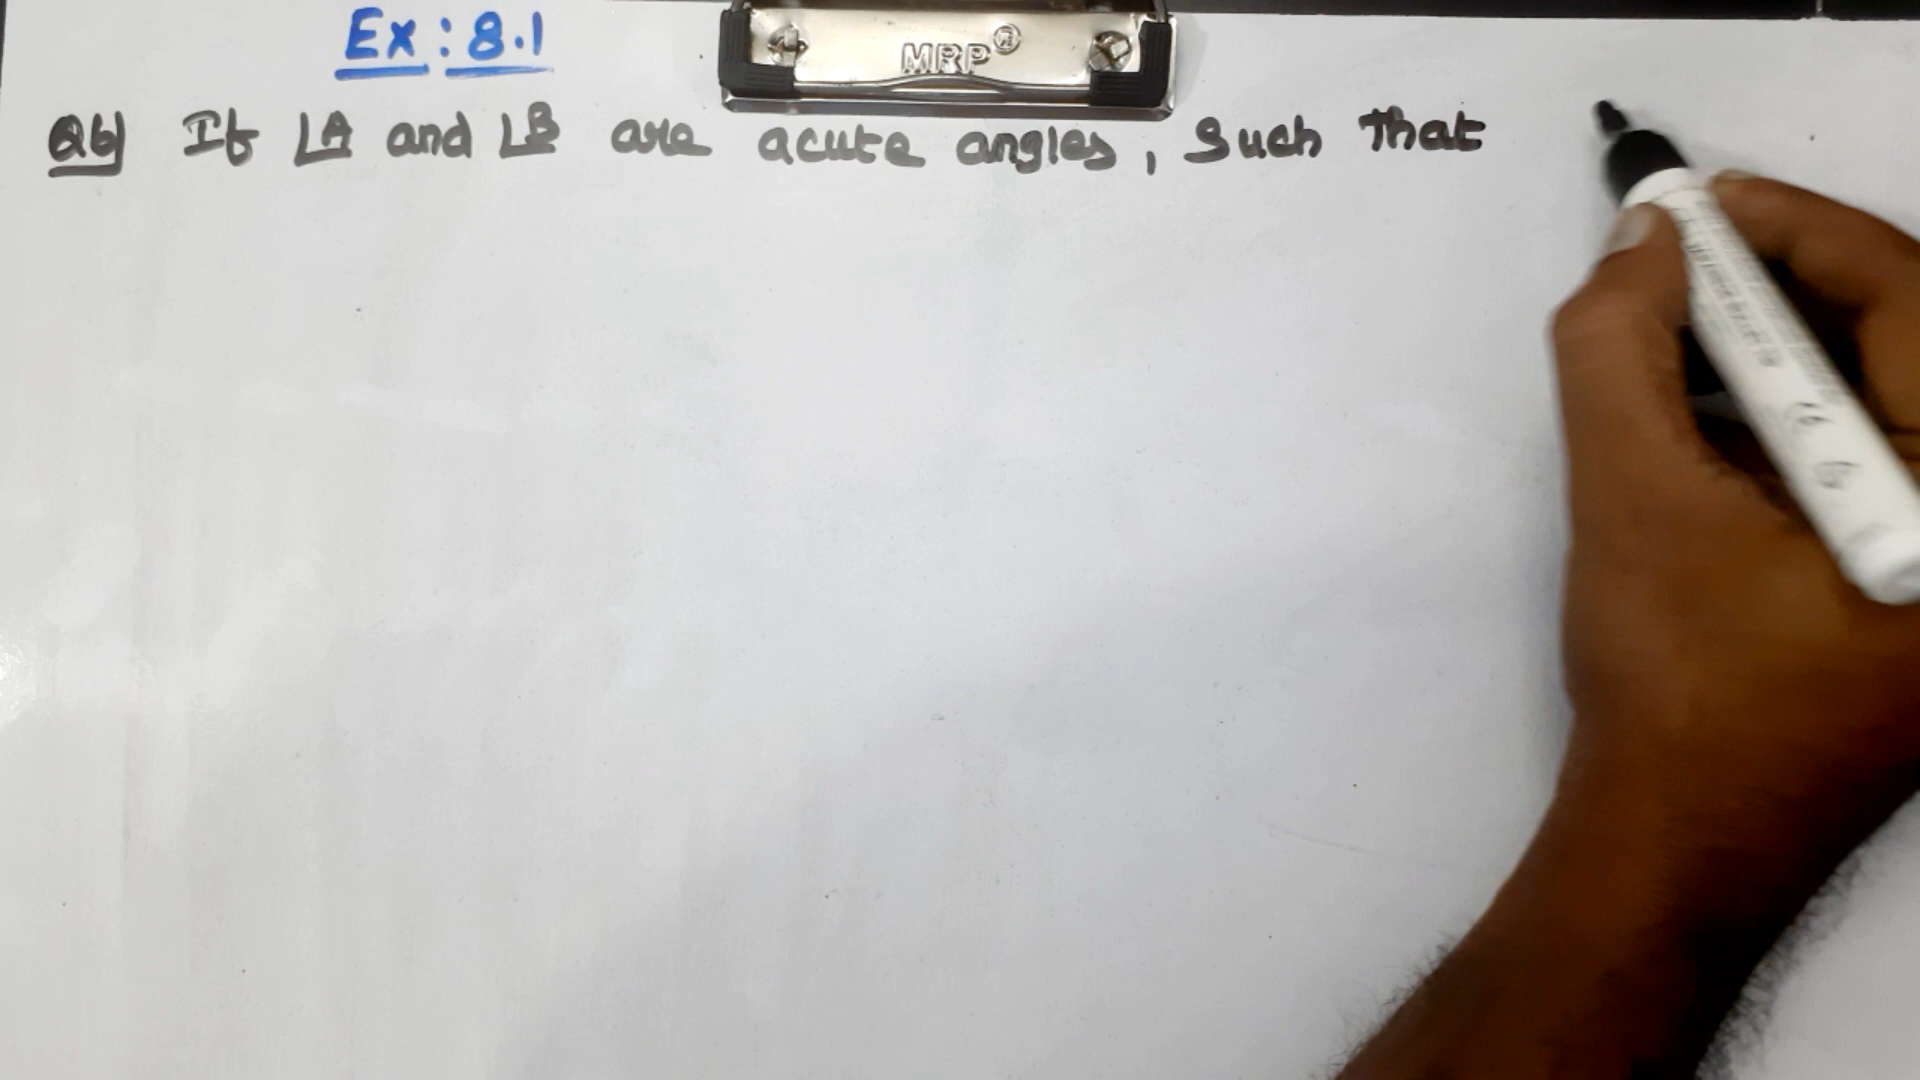 Ex: 8.1
MRP®
Q6) If ∠A and ∠B are acute angles, Such that